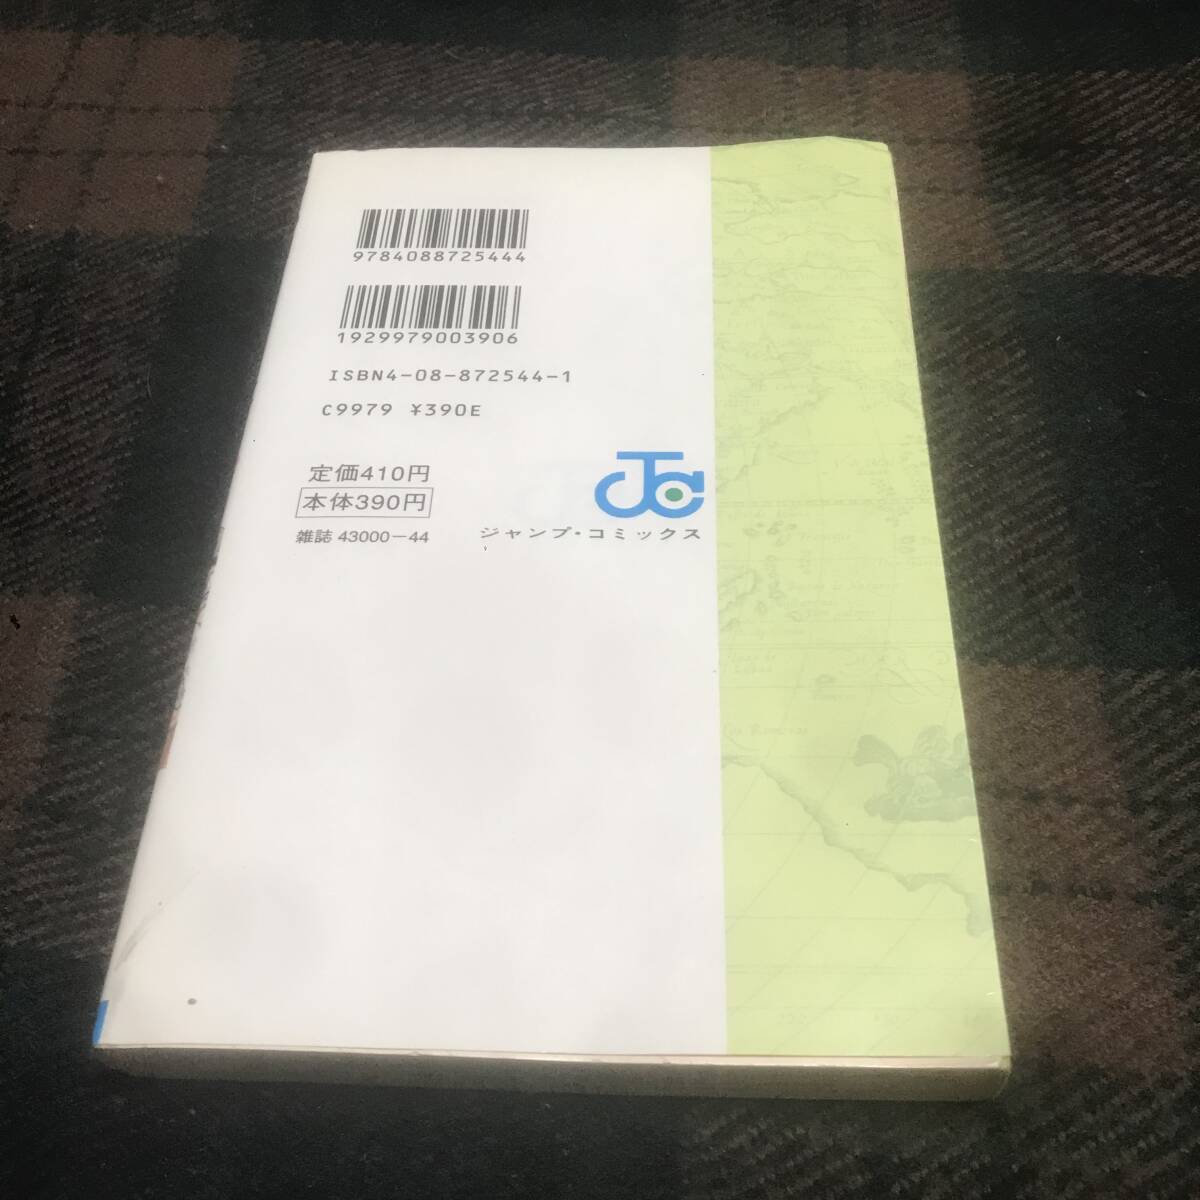 9784088725444
1929979003906
ISBN4-08-872544-1
C9979 ¥390E
定価410円
本体390円
雑誌 43000-44
JC
ジャンプ・コミックス